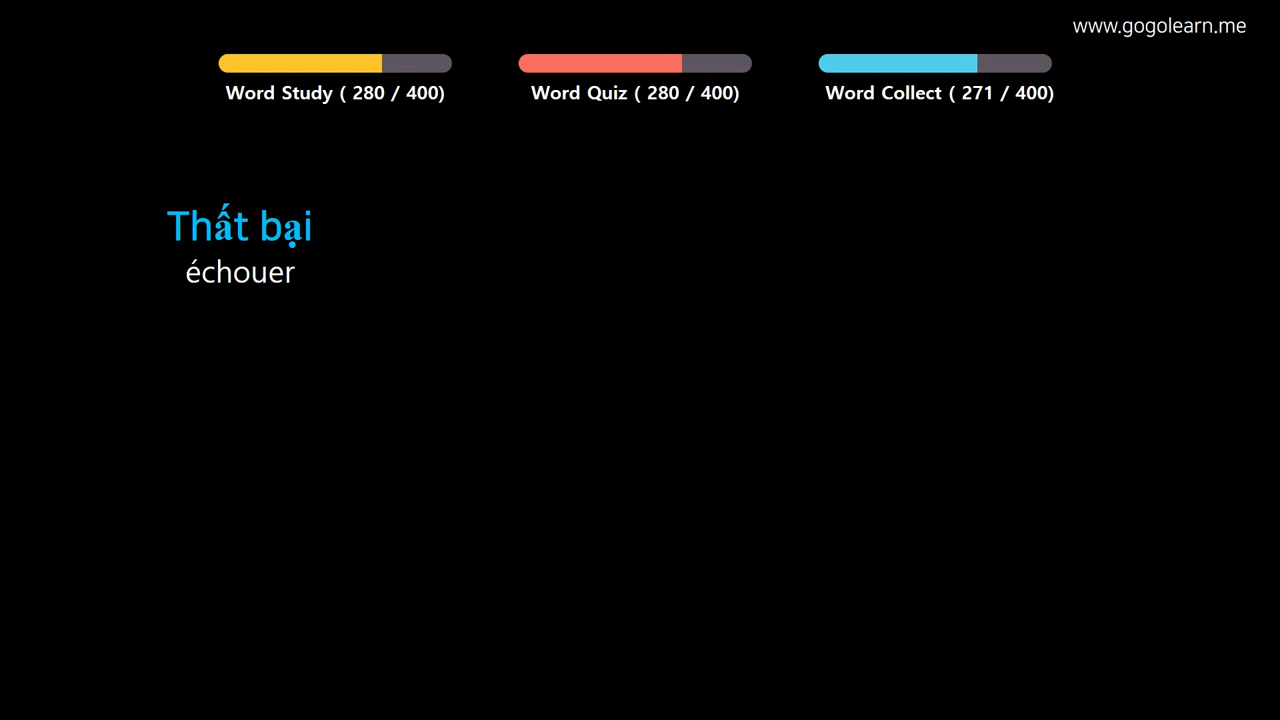 www.gogolearn.me
Word Study ( 280 / 400)
Word Quiz ( 280 / 400)
Word Collect ( 271 / 400)
Thất bại
échouer